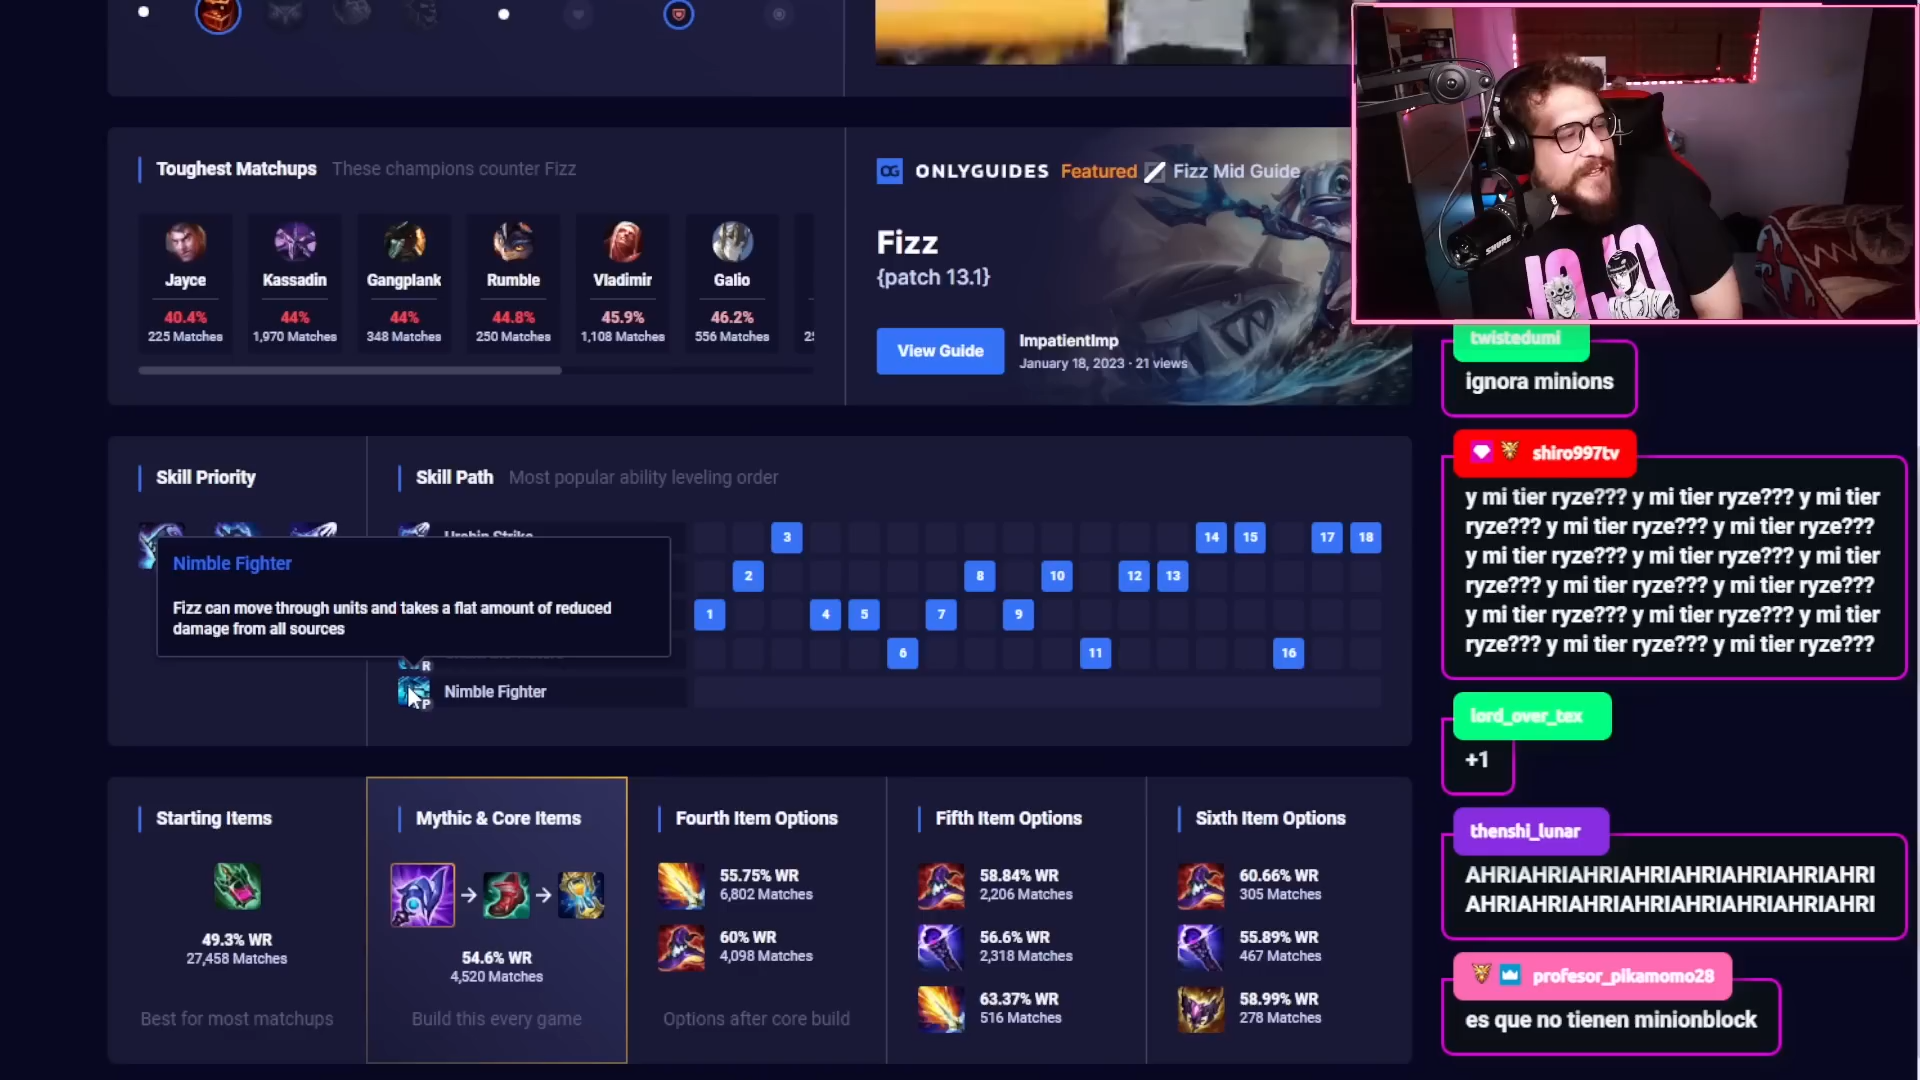 Toughest Matchups These champions counter Fizz
Jayce
40.4%
225 Matches
Kassadin
44%
1,970 Matches
Gangplank
44%
348 Matches
Rumble
44.8%
250 Matches
Vladimir
45.9%
1,108 Matches
Galio
46.2%
556 Matches
OG ONLYGUIDES Featured Fizz Mid Guide
Fizz
{patch 13.1}
View Guide
ImpatientImp
January 18, 2023 · 21 views
Skill Priority
Skill Path Most popular ability leveling order
Urchin Strike
3 14 15 17 18
2 8 10 12 13
1 4 5 7 9
6 11 16
Nimble Fighter
Fizz can move through units and takes a flat amount of reduced
damage from all sources
R
P
Nimble Fighter
Starting Items
49.3% WR
27,458 Matches
Best for most matchups
Mythic & Core Items
54.6% WR
4,520 Matches
Build this every game
Fourth Item Options
55.75% WR
6,802 Matches
60% WR
4,098 Matches
Options after core build
Fifth Item Options
58.84% WR
2,206 Matches
56.6% WR
2,318 Matches
63.37% WR
516 Matches
Sixth Item Options
60.66% WR
305 Matches
55.89% WR
467 Matches
58.99% WR
278 Matches
SHURE
twistedumi
ignora minions
shiro997tv
y mi tier ryze??? y mi tier ryze??? y mi tier
ryze??? y mi tier ryze??? y mi tier ryze???
y mi tier ryze??? y mi tier ryze??? y mi tier
ryze??? y mi tier ryze??? y mi tier ryze???
y mi tier ryze??? y mi tier ryze??? y mi tier
ryze??? y mi tier ryze??? y mi tier ryze???
lord_over_tex
+1
thenshi_lunar
AHRIAHRIAHRIAHRIAHRIAHRIAHRIAHRI
AHRIAHRIAHRIAHRIAHRIAHRIAHRIAHRI
profesor_pikamomo28
es que no tienen minionblock